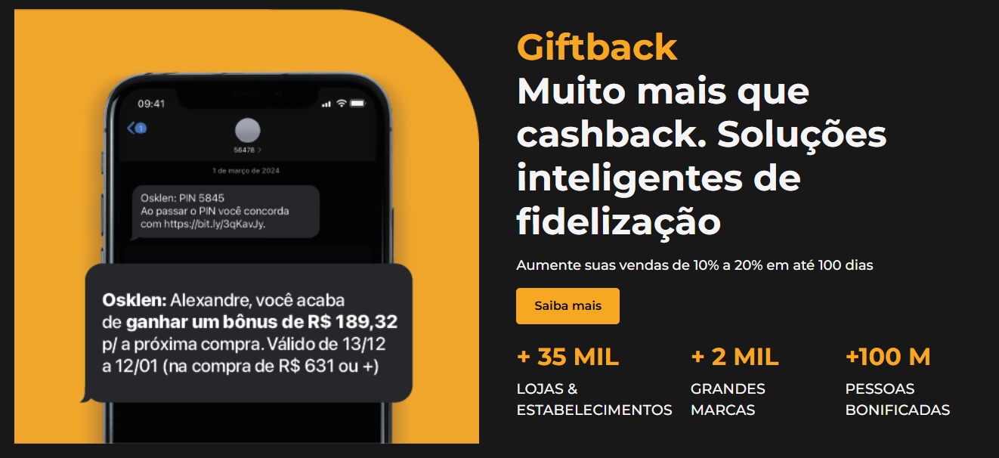 09:41
1
56478 >
1 de março de 2024
Osklen: PIN 5845
Ao passar o PIN você concorda
com https://bit.ly/3qKavJy.
Osklen: Alexandre, você acaba
de ganhar um bônus de R$ 189,32
p/ a próxima compra. Válido de 13/12
a 12/01 (na compra de R$ 631 ou +)
Giftback
Muito mais que
cashback. Soluções
inteligentes de
fidelização
Aumente suas vendas de 10% a 20% em até 100 dias
Saiba mais
+ 35 MIL
LOJAS &
ESTABELECIMENTOS
+ 2 MIL
GRANDES
MARCAS
+100 M
PESSOAS
BONIFICADAS